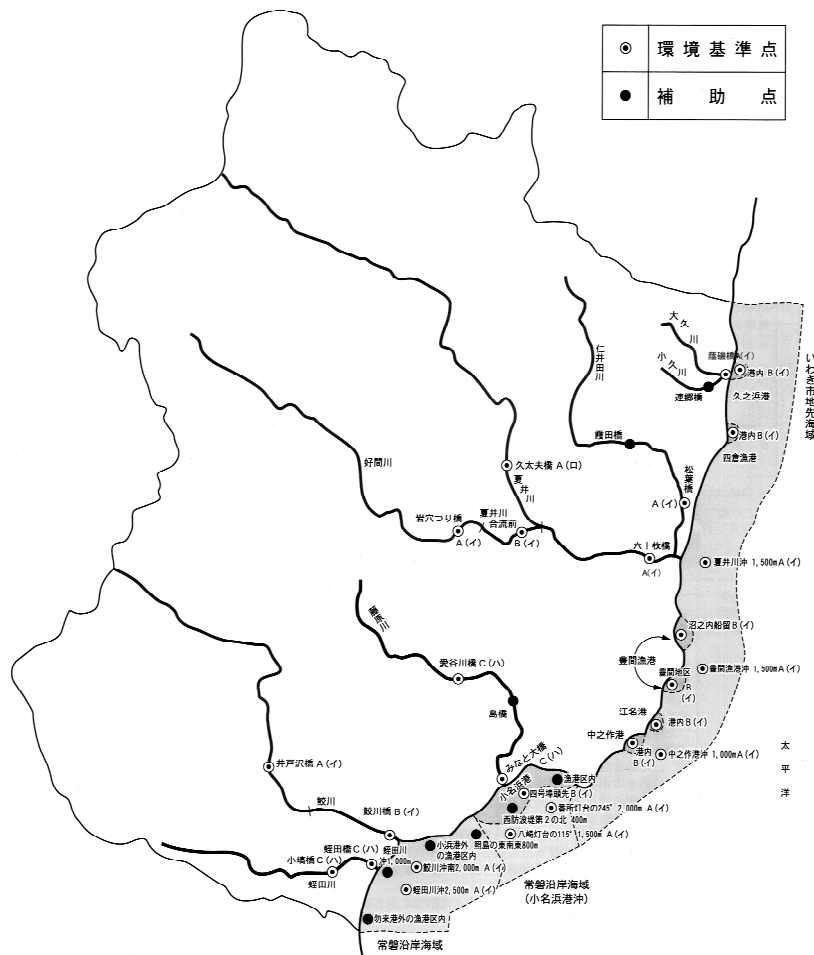 環境基準点
補助点
大久川
小久川
蔭磯橋A(イ)
港内 B(イ)
連郷橋
久之浜港
いわき市地先海域
仁井田川
港内B(イ)
四倉漁港
霞田橋
松葉橋
A(イ)
好間川
久太夫橋 A(ロ)
夏井川
岩穴つり橋
A(イ)
夏井川
合流前
B(イ)
六十枚橋
A(イ)
夏井川沖 1,500mA(イ)
沼之内船留B(イ)
豊間漁港
豊間地区
B
(イ)
豊間漁港沖 1,500mA(イ)
藤原川
愛谷川橋 C(ハ)
島橋
江名港
港内B(イ)
中之作港
港内
B(イ)
中之作港沖 1,000mA(イ)
太平洋
井戸沢橋 A(イ)
みなと大橋
C(ハ)
小名浜港
漁港区内
四号埠頭先B(イ)
番所灯台の245°2,000m A(イ)
西防波堤第2の北 400m
八崎灯台の115°1,500m A(イ)
鮫川
鮫川橋 B(イ)
小浜港外
の漁港区内
照島の東南東800m
蛭田川
沖1,000m
蛭田橋C(ハ)
小塙橋C(ハ)
蛭田川
鮫川沖南2,000m A(イ)
蛭田川沖2,500m A(イ)
常磐沿岸海域
(小名浜港沖)
勿来港外の漁港区内
常磐沿岸海域